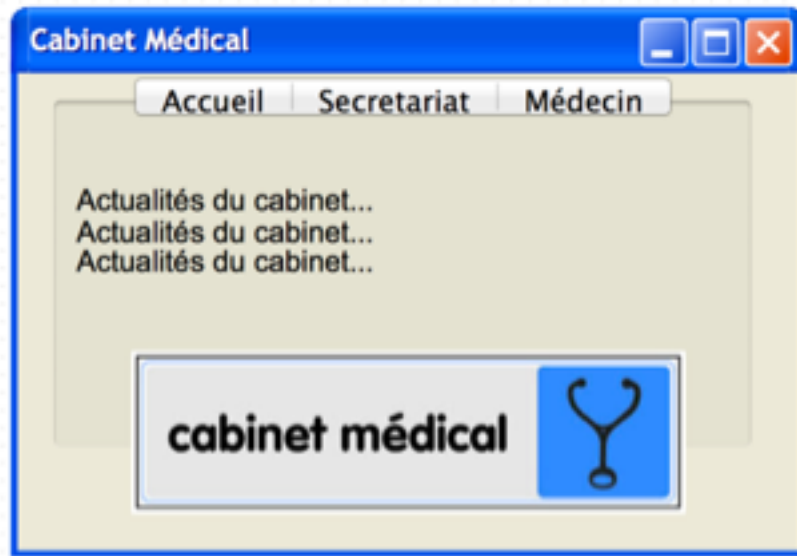 Cabinet Médical
Accueil Secretariat Médecin
Actualités du cabinet...
Actualités du cabinet...
Actualités du cabinet...
cabinet médical